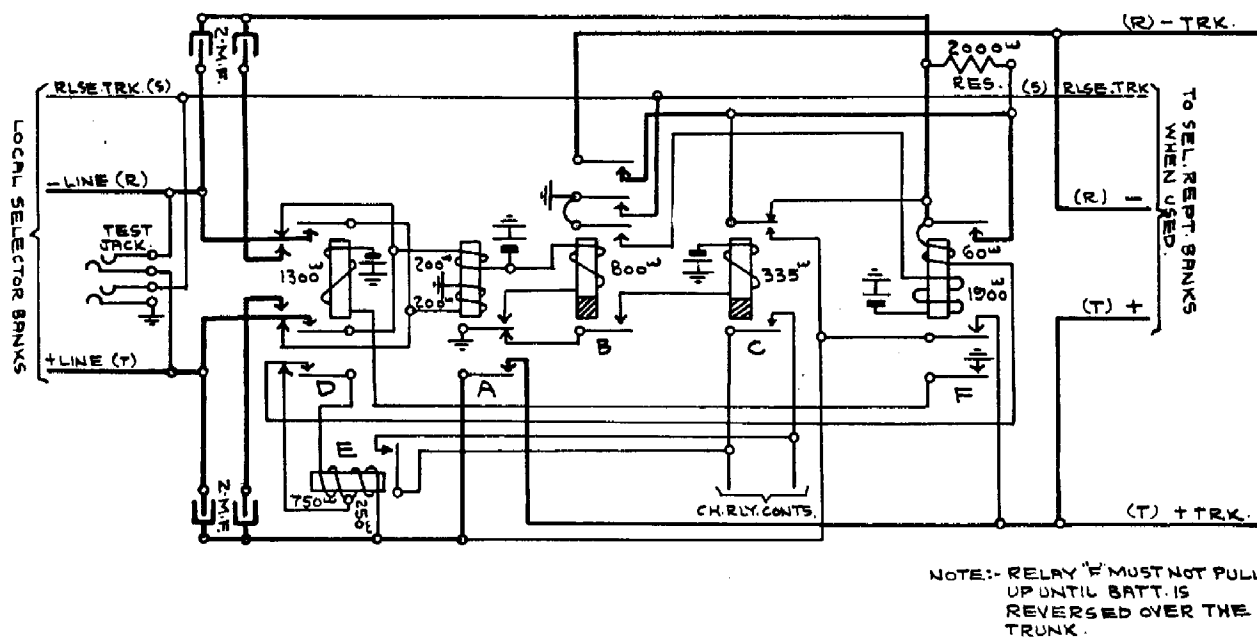 (R) - TRK.
Z.M.F.
2000ω
RES.
RLSE.TRK.(S)
(S) RLSE.TRK
LOCAL SELECTOR BANKS
TO SEL. REPT BANKS
WHEN USED.
- LINE (R)
(R) -
TEST
JACK.
1300ω
200ω
200ω
800ω
335ω
60ω
1900ω
(T) +
+ LINE (T)
D
A
B
C
F
E
750ω
250ω
Z.M.F.
CH.RLY.CONTS.
(T) + TRK.
NOTE:- RELAY "F" MUST NOT PULL
UP UNTIL BATT. IS
REVERSED OVER THE
TRUNK.